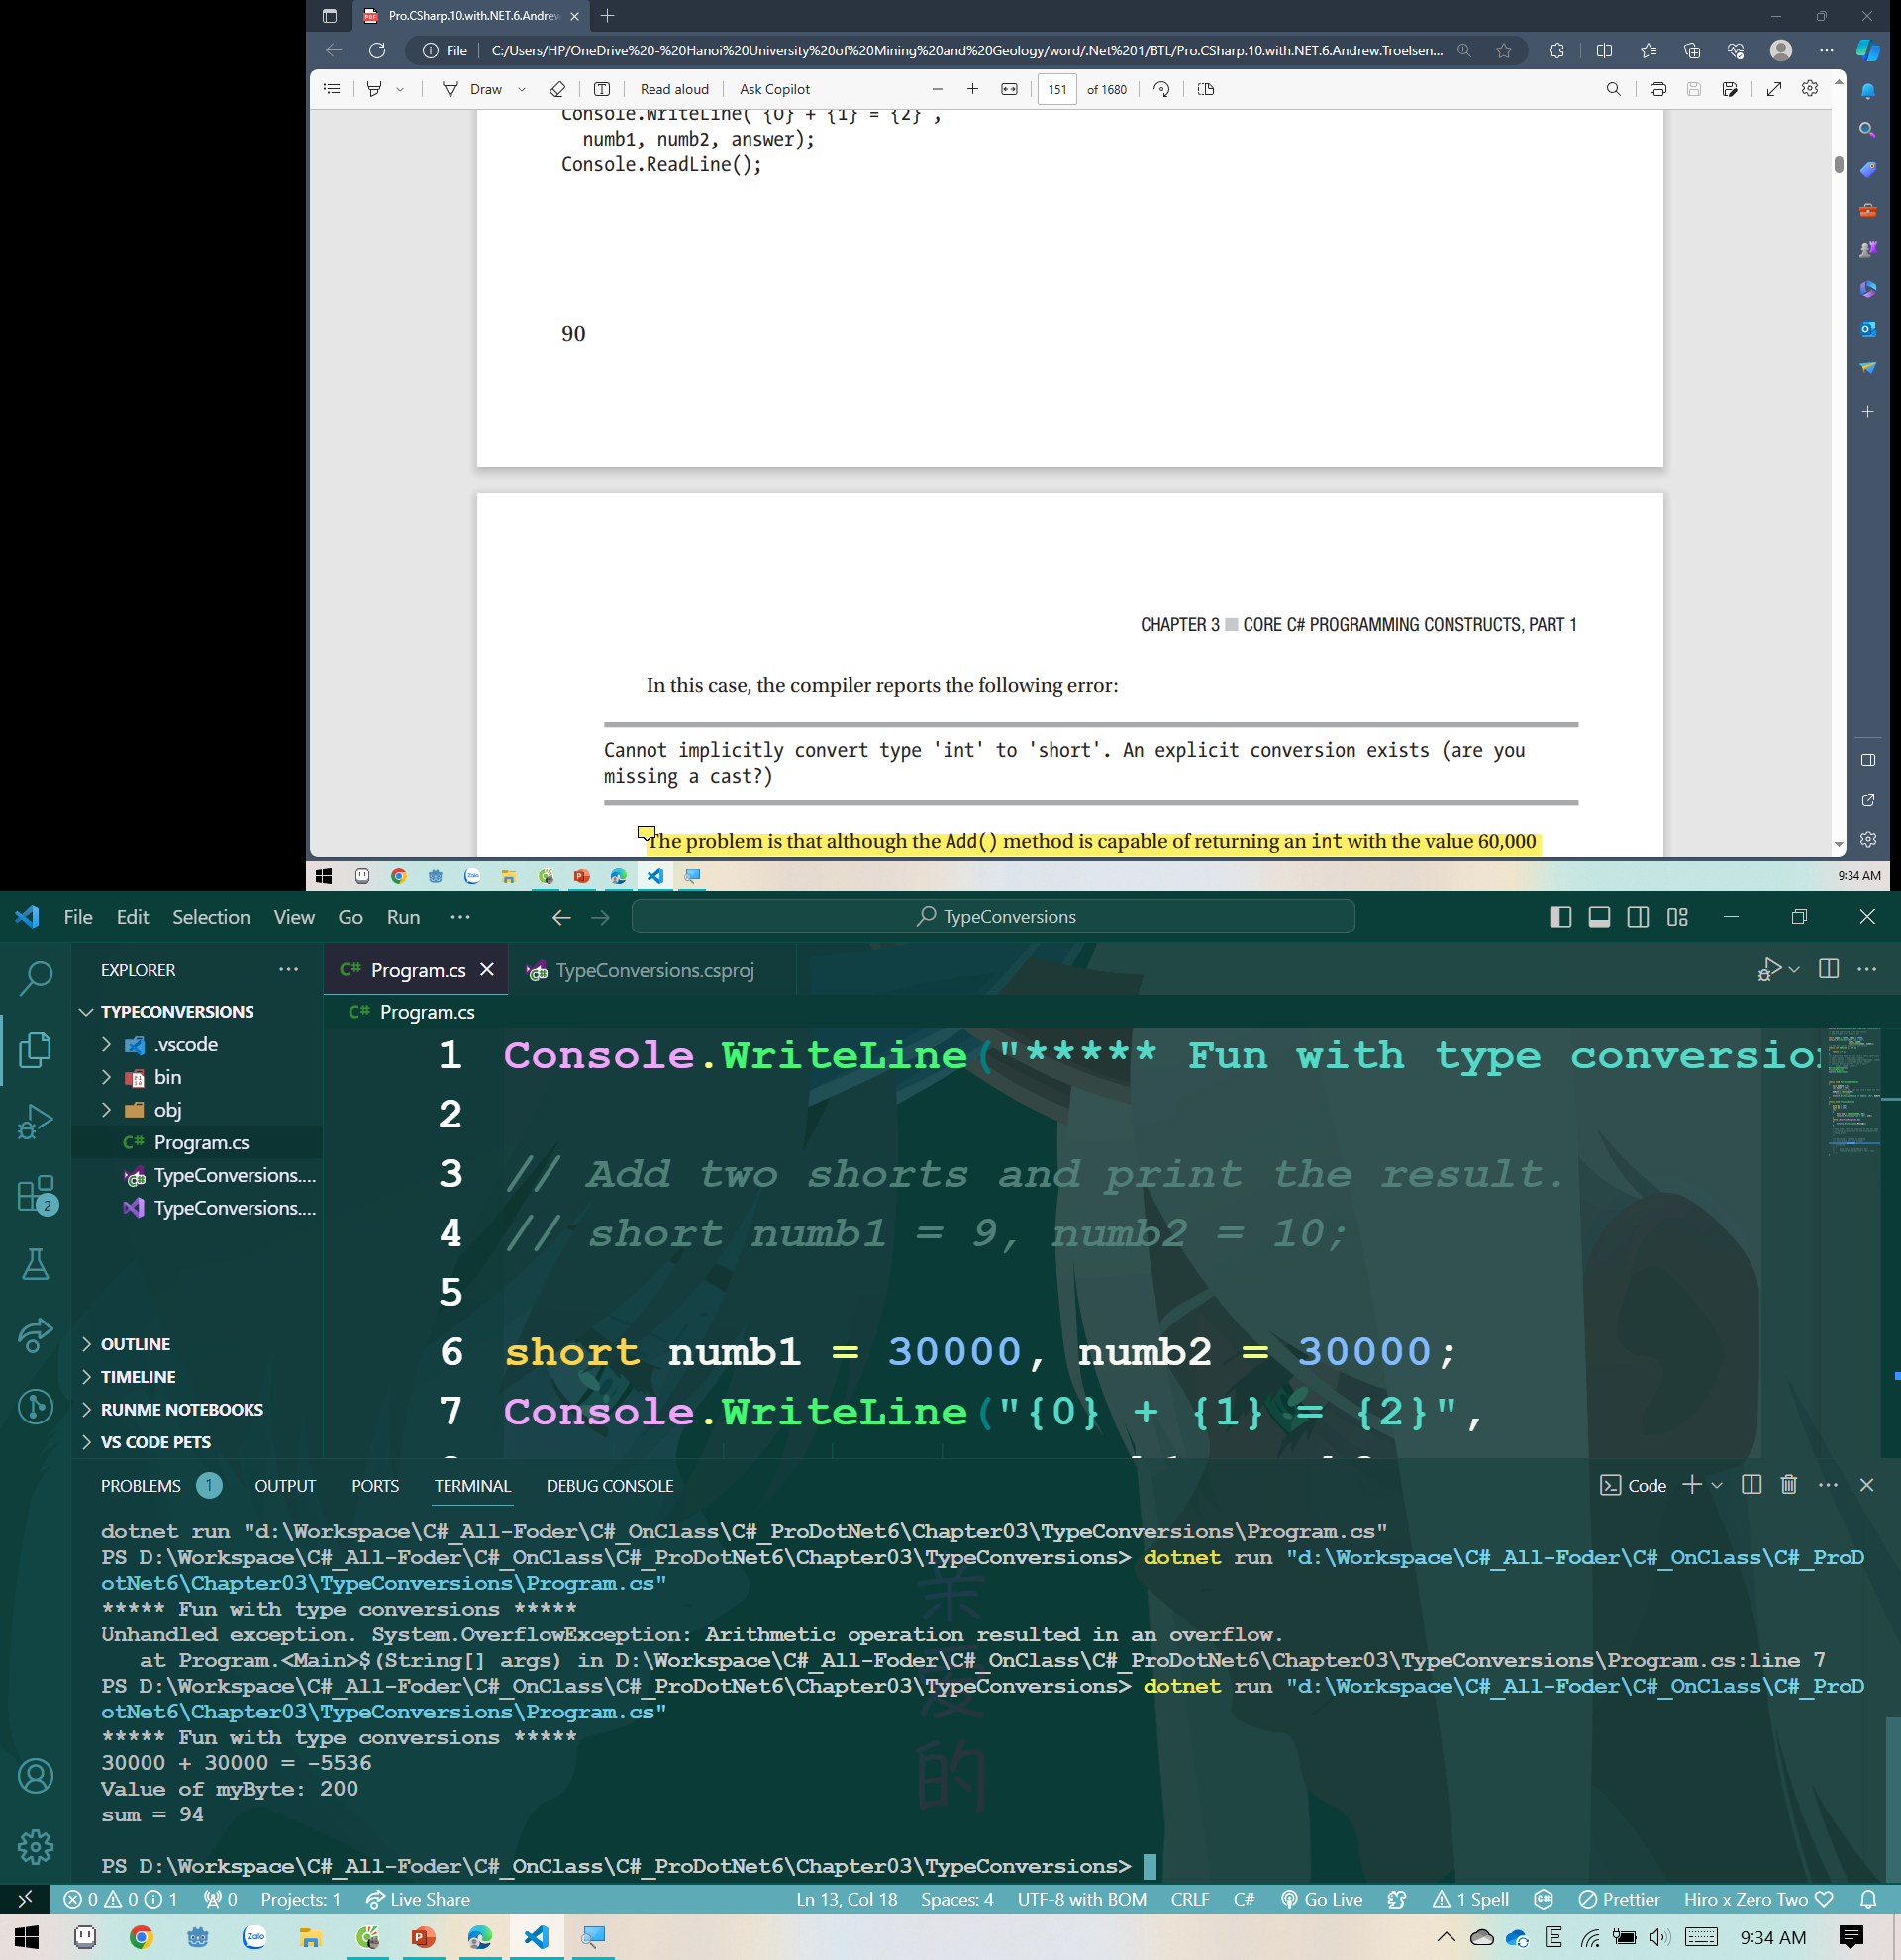 Pro.CSharp.10.with.NET.6.Andrew
File
C:/Users/HP/OneDrive%20-%20Hanoi%20University%20of%20Mining%20and%20Geology/word/.Net%201/BTL/Pro.CSharp.10.with.NET.6.Andrew.Troelsen...
Draw
Read aloud
Ask Copilot
151 of 1680
Console.WriteLine( {0} + {1} = {2} ,
numb1, numb2, answer);
Console.ReadLine();
90
CHAPTER 3 ■ CORE C# PROGRAMMING CONSTRUCTS, PART 1
In this case, the compiler reports the following error:
Cannot implicitly convert type 'int' to 'short'. An explicit conversion exists (are you
missing a cast?)
The problem is that although the Add() method is capable of returning an int with the value 60,000
Zalo
9:34 AM
File Edit Selection View Go Run ···
TypeConversions
EXPLORER ···
C# Program.cs
TypeConversions.csproj
TYPECONVERSIONS
C# Program.cs
.vscode
bin
obj
C# Program.cs
TypeConversions....
TypeConversions....
2
OUTLINE
TIMELINE
RUNME NOTEBOOKS
VS CODE PETS
1 Console.WriteLine("***** Fun with type conversion
2
3 // Add two shorts and print the result.
4 // short numb1 = 9, numb2 = 10;
5
6 short numb1 = 30000, numb2 = 30000;
7 Console.WriteLine("{0} + {1} = {2}",
PROBLEMS 1 OUTPUT PORTS TERMINAL DEBUG CONSOLE
Code
dotnet run "d:\Workspace\C#_All-Foder\C#_OnClass\C#_ProDotNet6\Chapter03\TypeConversions\Program.cs"
PS D:\Workspace\C#_All-Foder\C#_OnClass\C#_ProDotNet6\Chapter03\TypeConversions> dotnet run "d:\Workspace\C#_All-Foder\C#_OnClass\C#_ProD
otNet6\Chapter03\TypeConversions\Program.cs"
***** Fun with type conversions *****
Unhandled exception. System.OverflowException: Arithmetic operation resulted in an overflow.
at Program.<Main>$(String[] args) in D:\Workspace\C#_All-Foder\C#_OnClass\C#_ProDotNet6\Chapter03\TypeConversions\Program.cs:line 7
PS D:\Workspace\C#_All-Foder\C#_OnClass\C#_ProDotNet6\Chapter03\TypeConversions> dotnet run "d:\Workspace\C#_All-Foder\C#_OnClass\C#_ProD
otNet6\Chapter03\TypeConversions\Program.cs"
***** Fun with type conversions *****
30000 + 30000 = -5536
Value of myByte: 200
sum = 94
PS D:\Workspace\C#_All-Foder\C#_OnClass\C#_ProDotNet6\Chapter03\TypeConversions>
亲
爱
的
0 0 1 0 Projects: 1 Live Share
Ln 13, Col 18 Spaces: 4 UTF-8 with BOM CRLF C# Go Live 1 Spell Prettier Hiro x Zero Two
Zalo
E
9:34 AM